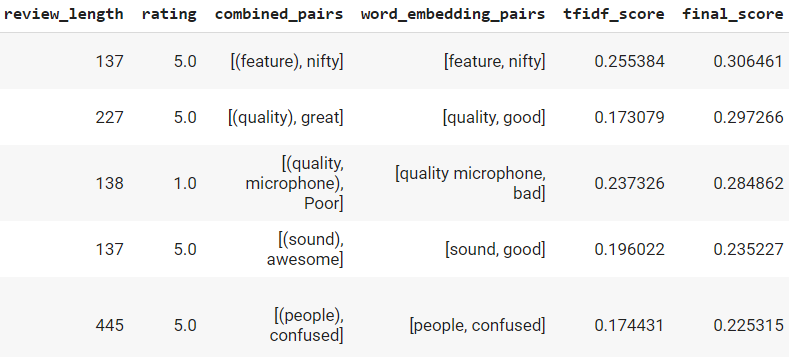 review_length rating combined_pairs word_embedding_pairs tfidf_score final_score
137 5.0 [(feature), nifty] [feature, nifty] 0.255384 0.306461
227 5.0 [(quality), great] [quality, good] 0.173079 0.297266
138 1.0 [(quality, microphone), Poor] [quality microphone, bad] 0.237326 0.284862
137 5.0 [(sound), awesome] [sound, good] 0.196022 0.235227
445 5.0 [(people), confused] [people, confused] 0.174431 0.225315